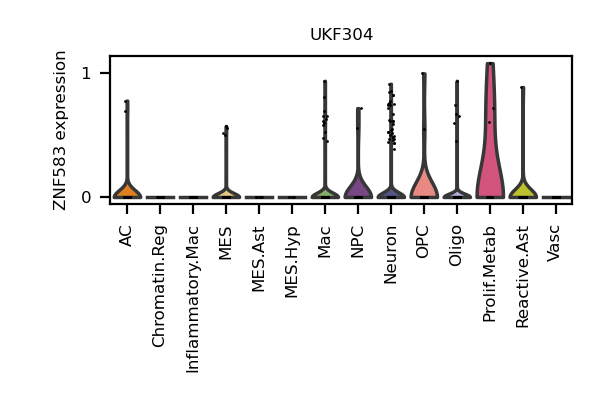 UKF304
ZNF583 expression
1
0
AC
Chromatin.Reg
Inflammatory.Mac
MES
MES.Ast
MES.Hyp
Mac
NPC
Neuron
OPC
Oligo
Prolif.Metab
Reactive.Ast
Vasc